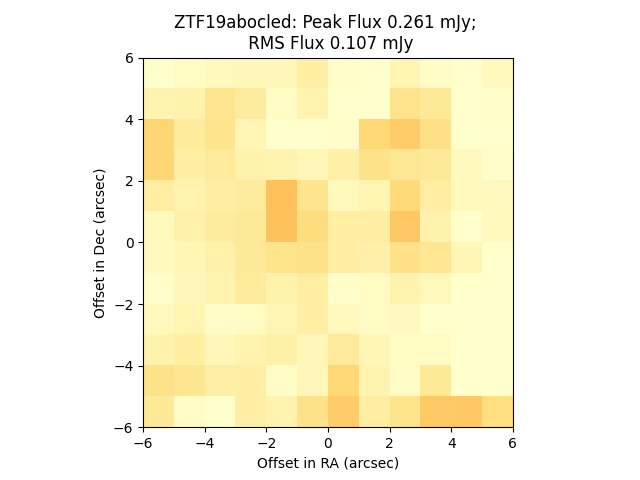 ZTF19abocled: Peak Flux 0.261 mJy;
RMS Flux 0.107 mJy
6
4
2
0
−2
−4
−6
Offset in Dec (arcsec)
−6 −4 −2 0 2 4 6
Offset in RA (arcsec)